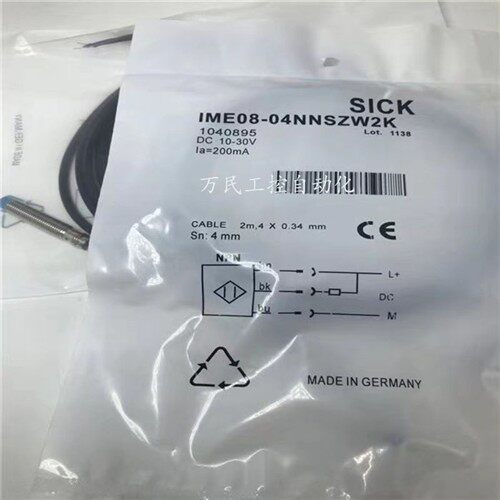 SICK
IME08-04NNSZW2K
1040895
Lot. 1138
DC 10-30V
Ia=200mA
万民工控自动化
CABLE 2m,4 X 0.34 mm
Sn: 4 mm
CE
NPN
bn
L+
bk
DC
bu
M
MADE IN GERMANY